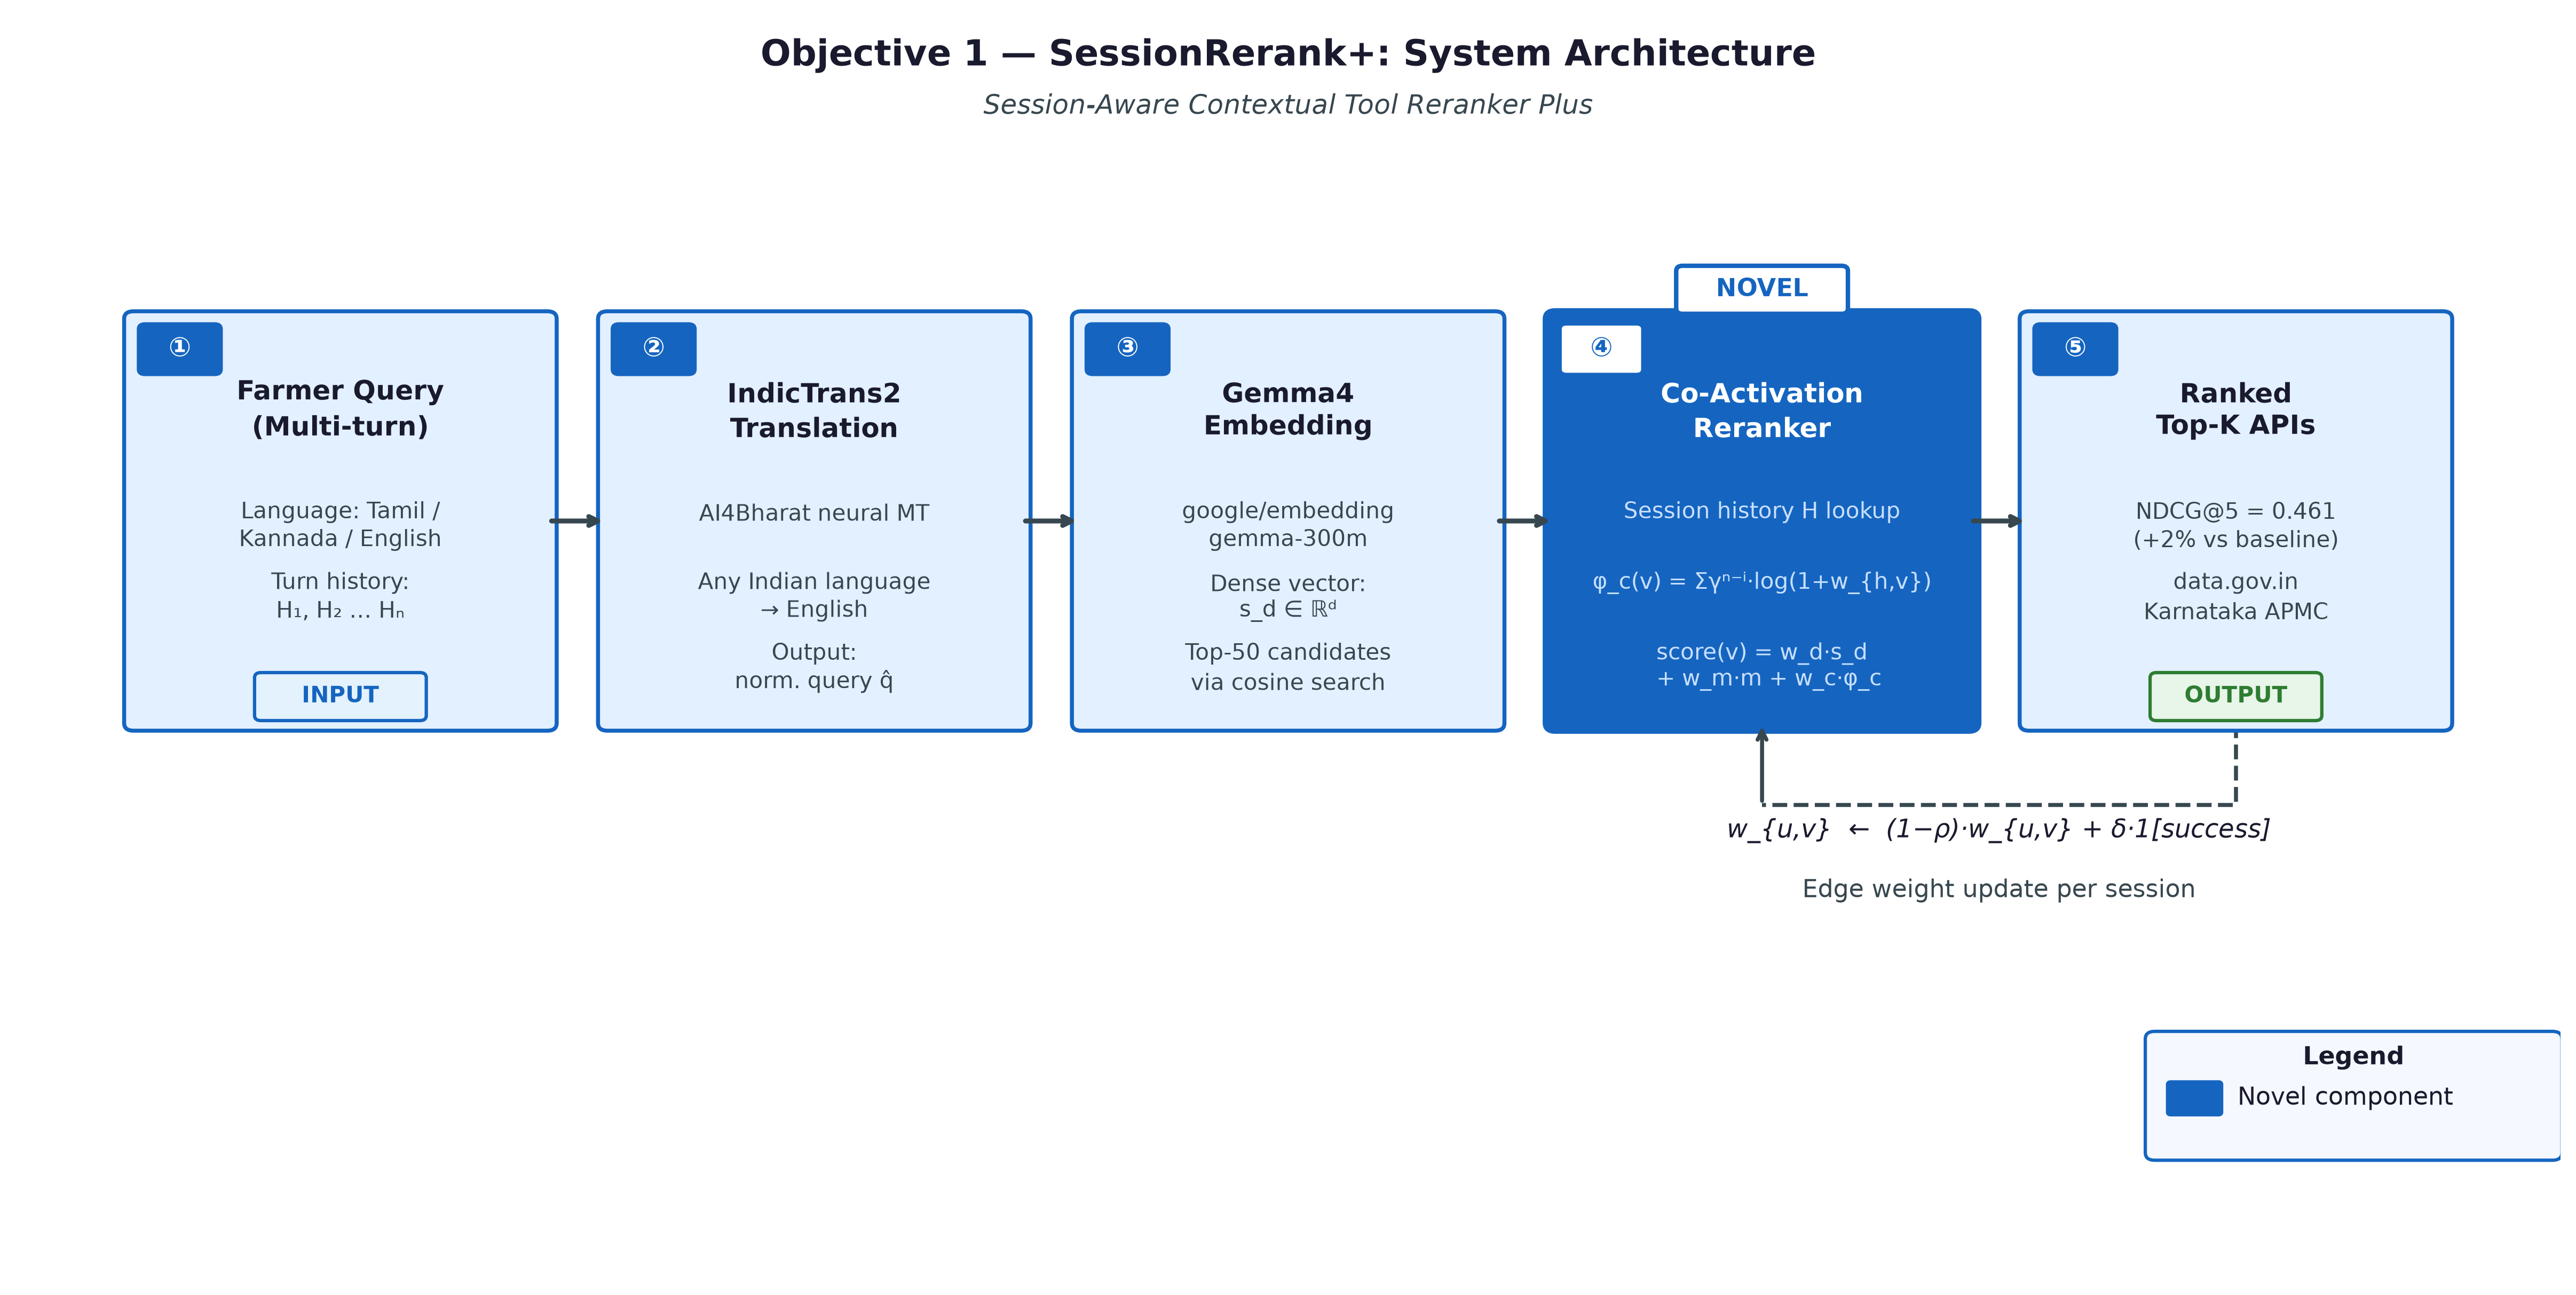 Objective 1 — SessionRerank+: System Architecture
Session-Aware Contextual Tool Reranker Plus
①
Farmer Query
(Multi-turn)
Language: Tamil /
Kannada / English
Turn history:
H₁, H₂ … Hₙ
INPUT
②
IndicTrans2
Translation
AI4Bharat neural MT
Any Indian language
→ English
Output:
norm. query q̂
③
Gemma4
Embedding
google/embedding
gemma-300m
Dense vector:
s_d ∈ ℝᵈ
Top-50 candidates
via cosine search
NOVEL
④
Co-Activation
Reranker
Session history H lookup
φ_c(v) = Σγⁿ⁻ⁱ·log(1+w_{h,v})
score(v) = w_d·s_d
+ w_m·m + w_c·φ_c
⑤
Ranked
Top-K APIs
NDCG@5 = 0.461
(+2% vs baseline)
data.gov.in
Karnataka APMC
OUTPUT
w_{u,v} ← (1−ρ)·w_{u,v} + δ·1[success]
Edge weight update per session
Legend
Novel component